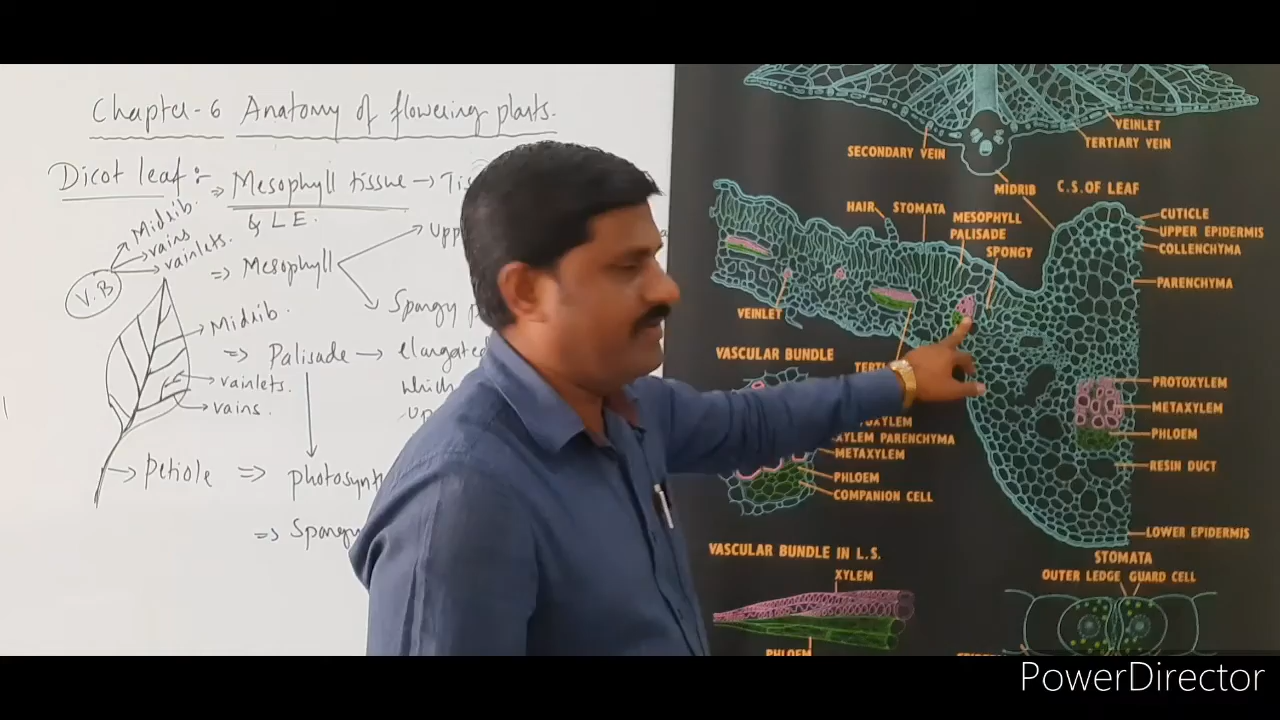 Chapter-6 Anatomy of flowering plants.
Dicot leaf:-
⇒ Mesophyll tissue →
& LE.
Midrib.
vains
vainlets.
V.B
⇒ Mesophyll
Spongy
Midrib.
⇒ Palisade → elangated
which
vainlets.
vains.
Petiole ⇒
⇒ Spongy
VEINLET
TERTIARY VEIN
SECONDARY VEIN
MIDRIB
C.S. OF LEAF
HAIR
STOMATA
MESOPHYLL
PALISADE
SPONGY
CUTICLE
UPPER EPIDERMIS
COLLENCHYMA
PARENCHYMA
VEINLET
VASCULAR BUNDLE
PROTOXYLEM
METAXYLEM
PHLOEM
RESIN DUCT
LOWER EPIDERMIS
XYLEM PARENCHYMA
METAXYLEM
PHLOEM
COMPANION CELL
VASCULAR BUNDLE IN L.S.
XYLEM
PHLOEM
STOMATA
OUTER LEDGE GUARD CELL
PowerDirector